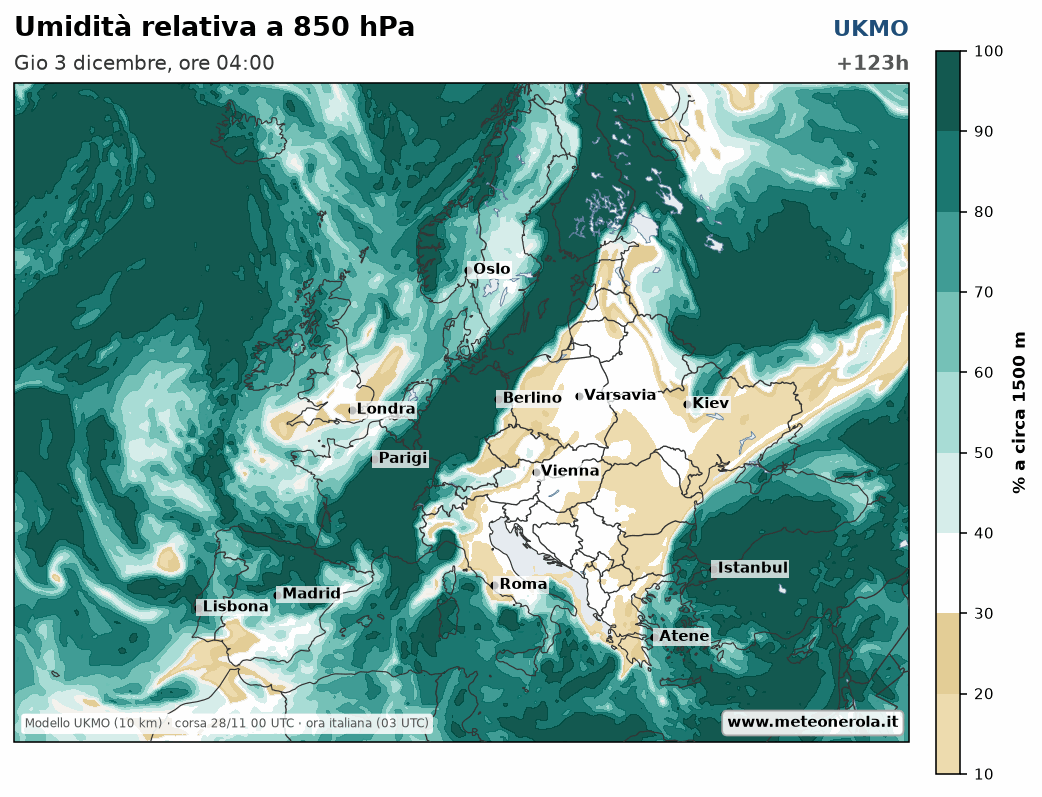 Umidità relativa a 850 hPa
UKMO
Gio 3 dicembre, ore 04:00
+123h
Oslo
Londra
Berlino
Varsavia
Kiev
Parigi
Vienna
Lisbona
Madrid
Roma
Istanbul
Atene
Modello UKMO (10 km) · corsa 28/11 00 UTC · ora italiana (03 UTC)
www.meteonerola.it
100
90
80
70
60
50
40
30
20
10
% a circa 1500 m